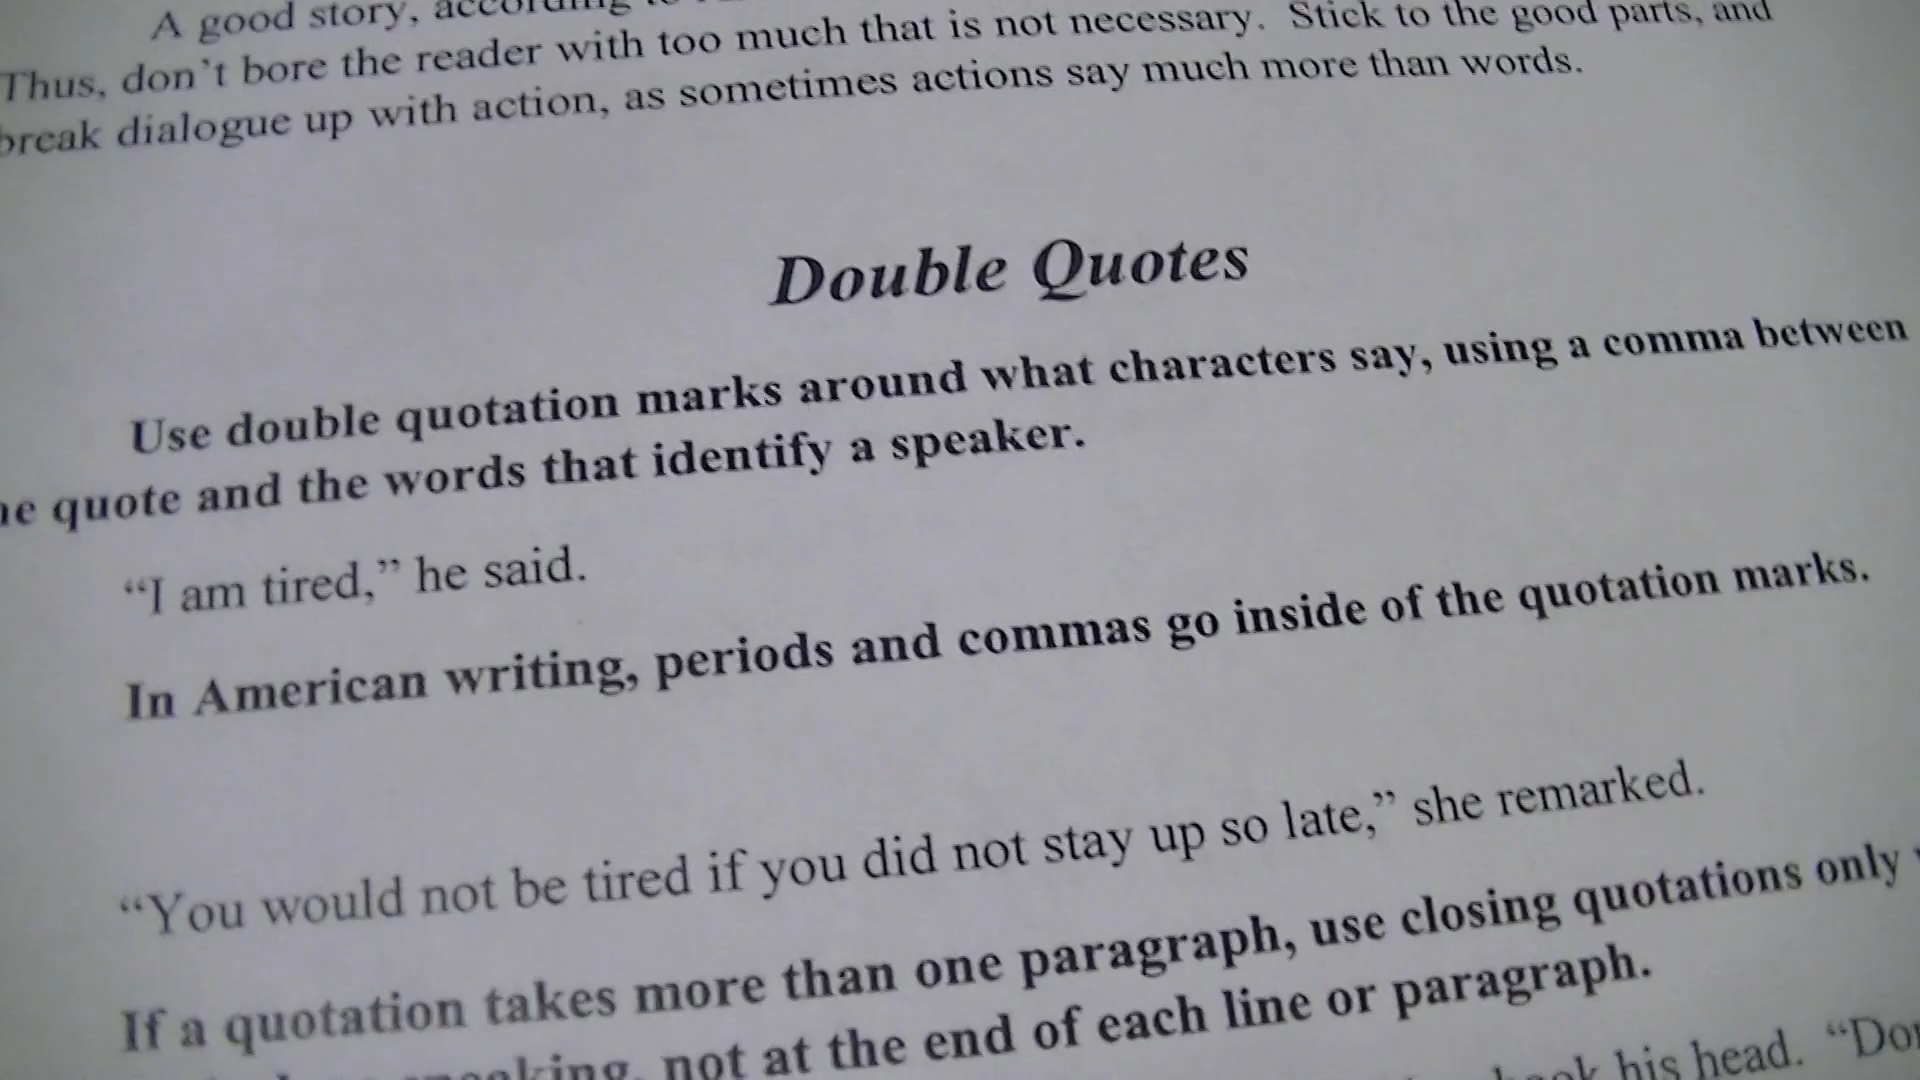 A good story, according
Thus, don’t bore the reader with too much that is not necessary. Stick to the good parts, and
break dialogue up with action, as sometimes actions say much more than words.
Double Quotes
Use double quotation marks around what characters say, using a comma between
quote and the words that identify a speaker.
“I am tired,” he said.
In American writing, periods and commas go inside of the quotation marks.
“You would not be tired if you did not stay up so late,” she remarked.
If a quotation takes more than one paragraph, use closing quotations only
not at the end of each line or paragraph.
his head. “Don